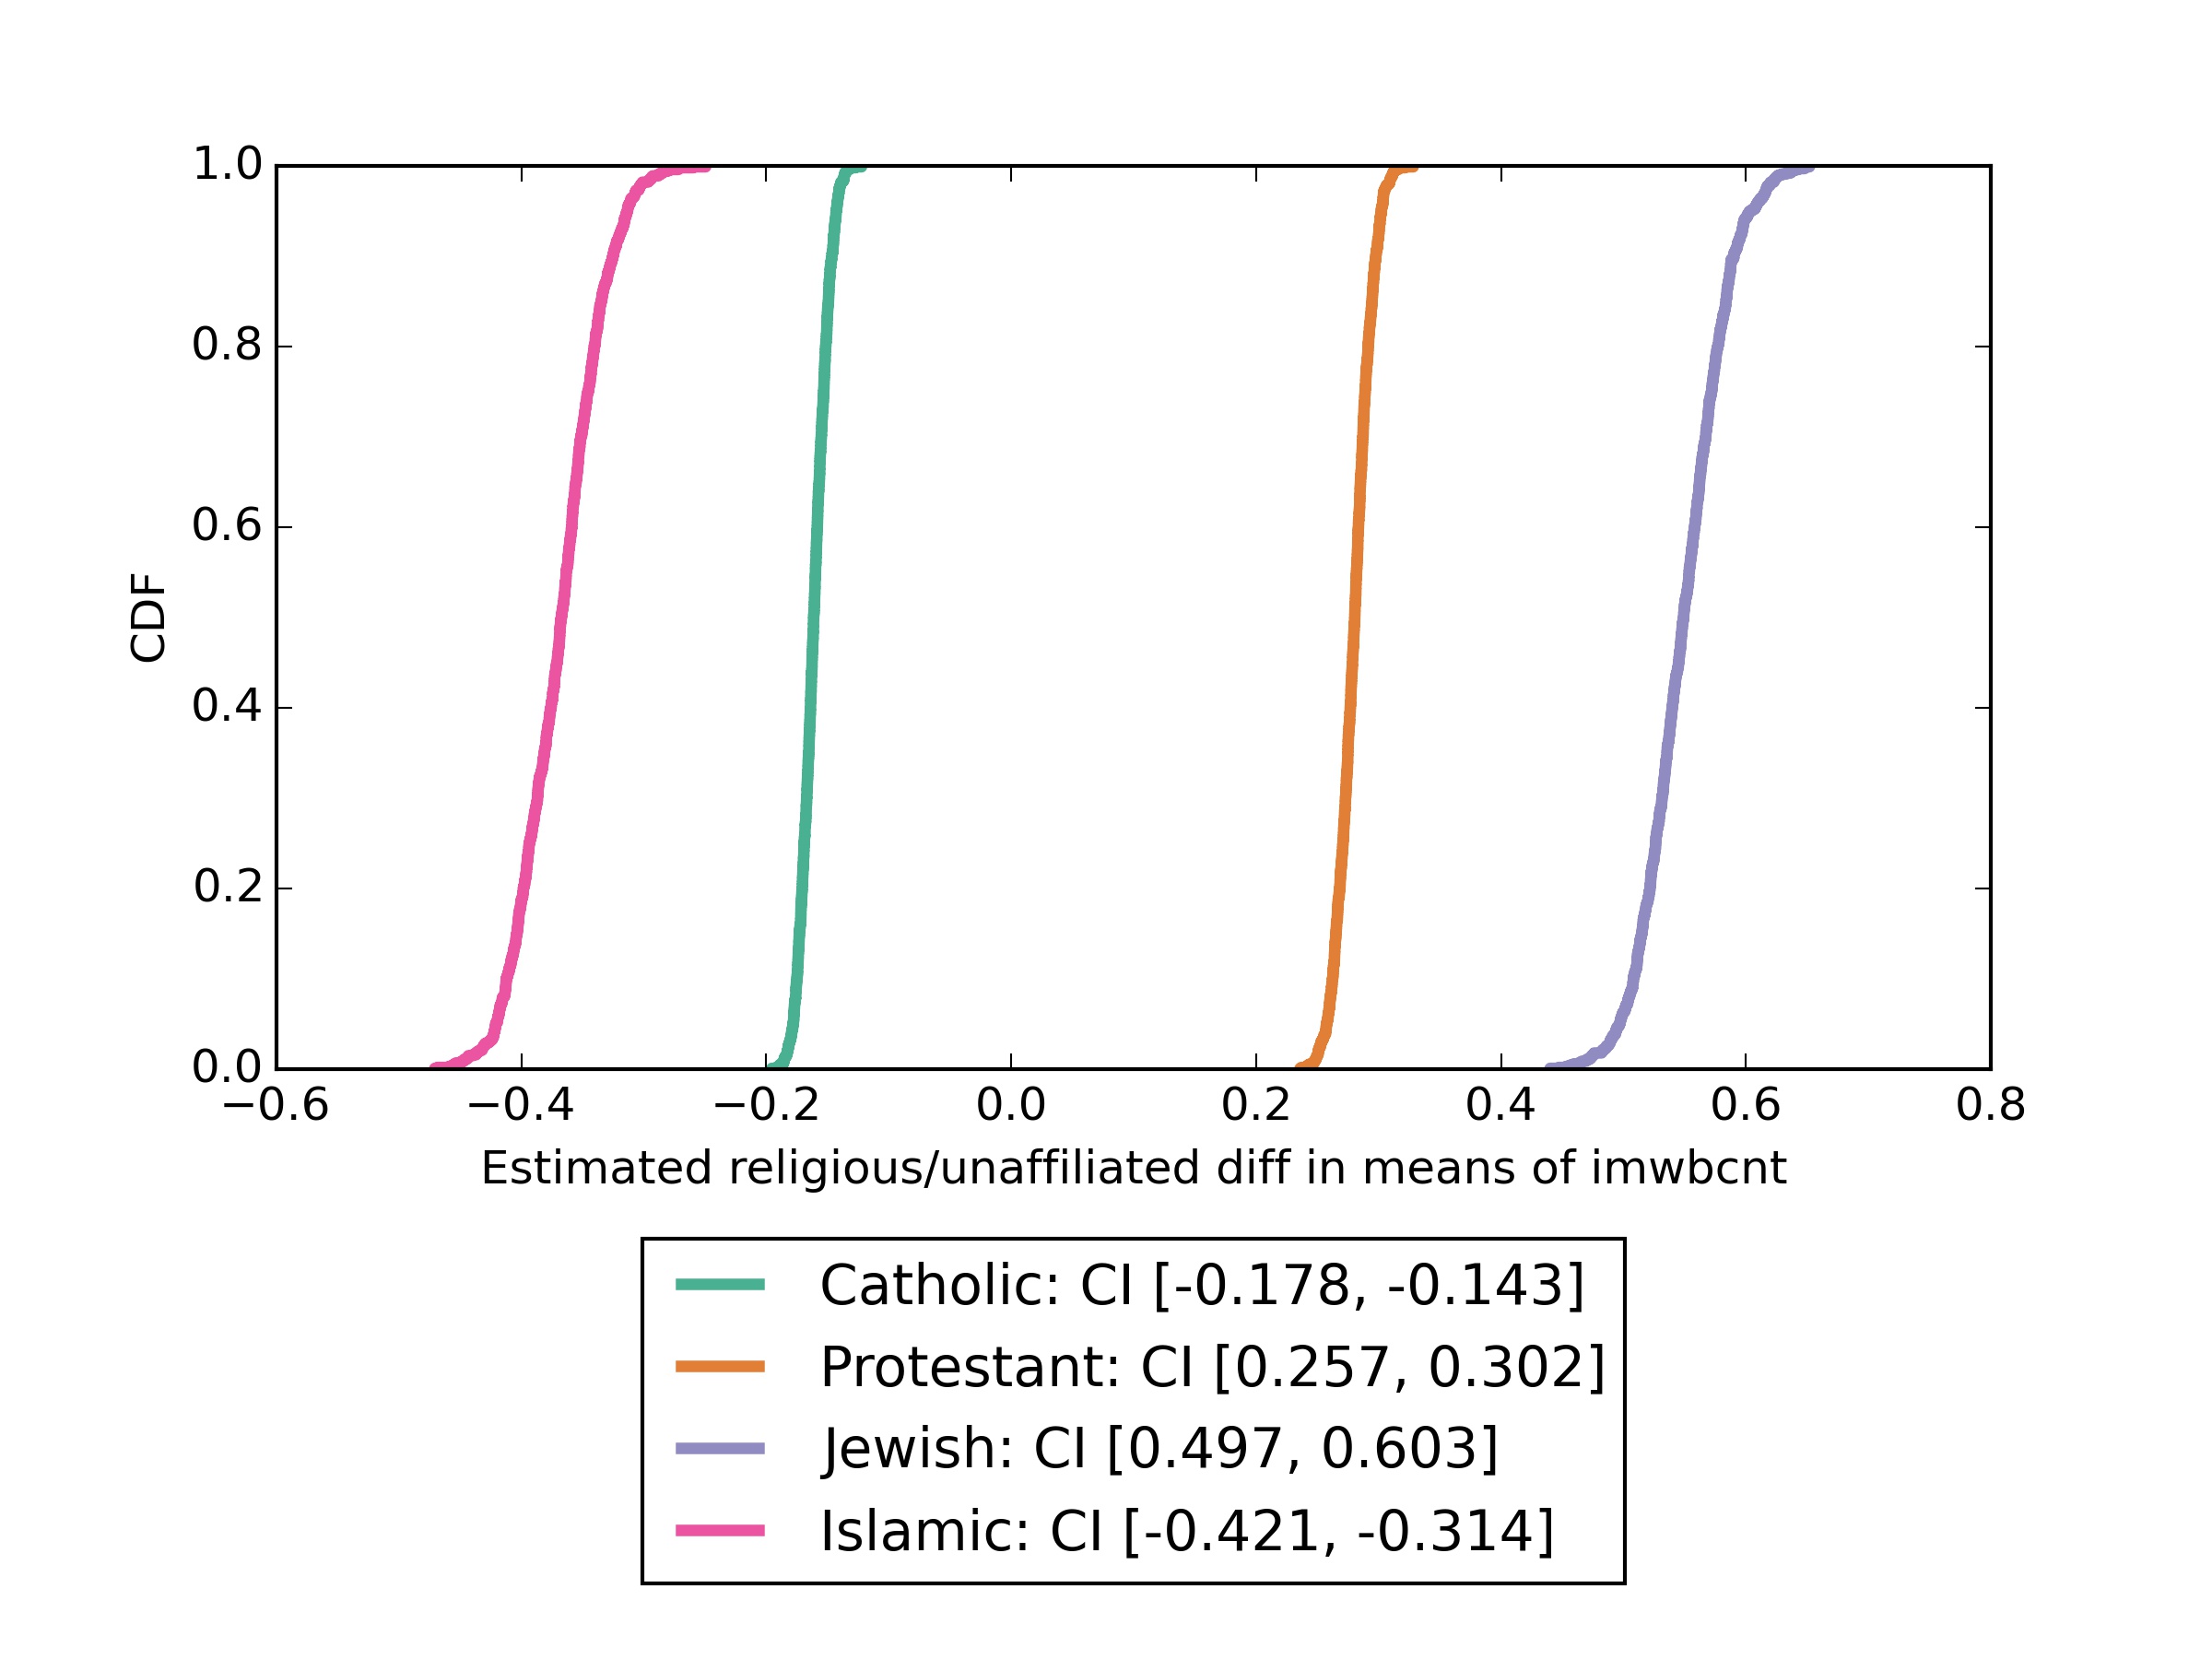 1.0
0.8
0.6
0.4
0.2
0.0
CDF
−0.6 −0.4 −0.2 0.0 0.2 0.4 0.6 0.8
Estimated religious/unaffiliated diff in means of imwbcnt
Catholic: CI [-0.178, -0.143]
Protestant: CI [0.257, 0.302]
Jewish: CI [0.497, 0.603]
Islamic: CI [-0.421, -0.314]